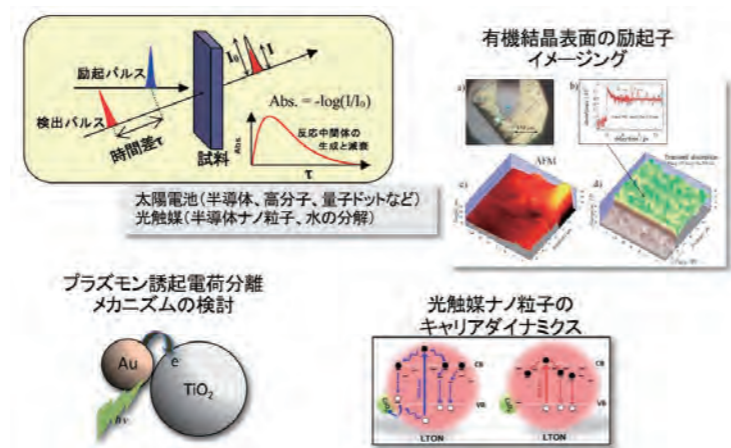 励起パルス
検出パルス
時間差τ
試料
I₀
I
Abs. = -log(I/I₀)
Abs.
反応中間体の
生成と減衰
τ
太陽電池(半導体、高分子、量子ドットなど)
光触媒(半導体ナノ粒子、水の分解)
有機結晶表面の励起子
イメージング
a)
b)
AFM
c)
d)
プラズモン誘起電荷分離
メカニズムの検討
Au
e⁻
TiO₂
hν
光触媒ナノ粒子の
キャリアダイナミクス
CB
CB
VB
VB
LTON
LTON